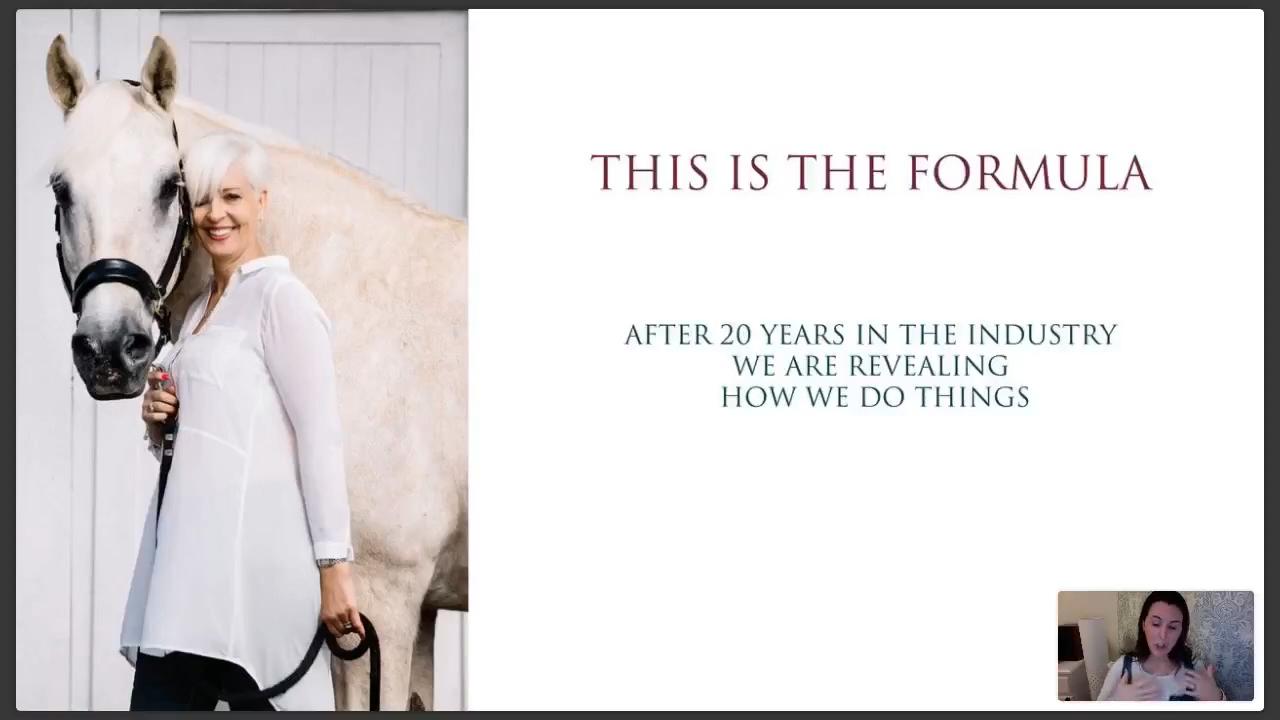 THIS IS THE FORMULA
AFTER 20 YEARS IN THE INDUSTRY
WE ARE REVEALING
HOW WE DO THINGS